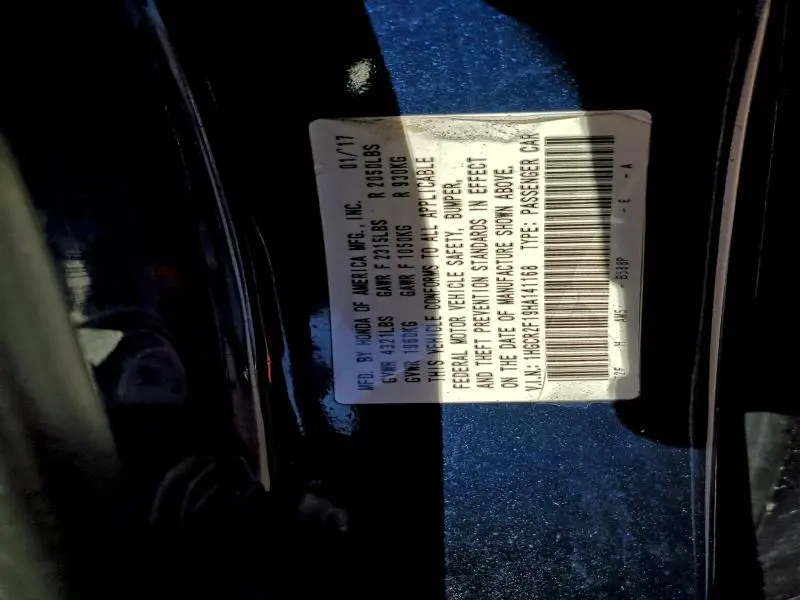 MFD. BY HONDA OF AMERICA MFG., INC. 01/'17
GVWR 4321LBS GAWR F 2315LBS R 2050LBS
GVWR 1960KG GAWR F 1050KG R 930KG
THIS VEHICLE CONFORMS TO ALL APPLICABLE
FEDERAL MOTOR VEHICLE SAFETY, BUMPER,
AND THEFT PREVENTION STANDARDS IN EFFECT
ON THE DATE OF MANUFACTURE SHOWN ABOVE.
V.I.N.: 1HGCR2F19HA141168 TYPE: PASSENGER CAR
H AM5 - B588P - E - A